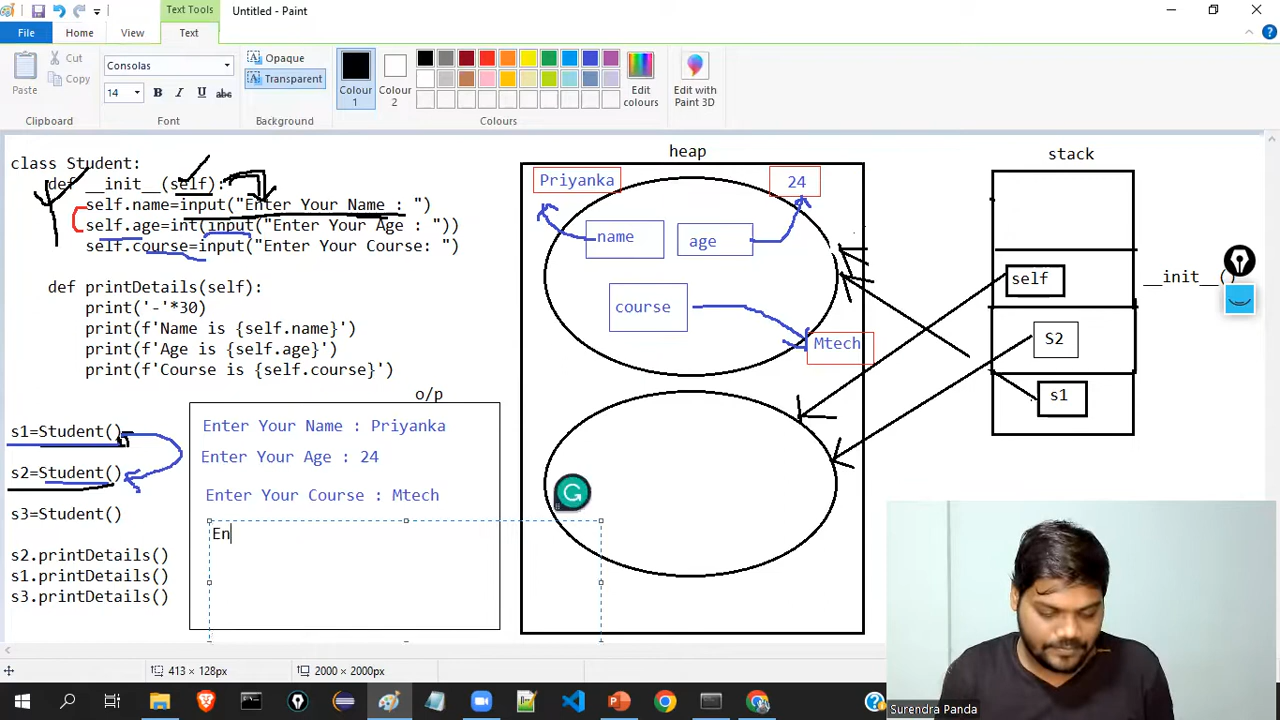 Text Tools
Untitled - Paint
File
Home
View
Text
Paste
Cut
Copy
Clipboard
Consolas
14
B
I
U
abc
Font
Opaque
Transparent
Background
Colour
1
Colour
2
Edit
colours
Edit with
Paint 3D
Colours
class Student:
def __init__(self):
self.name=input("Enter Your Name : ")
self.age=int(input("Enter Your Age : "))
self.course=input("Enter Your Course: ")
def printDetails(self):
print('-'*30)
print(f'Name is {self.name}')
print(f'Age is {self.age}')
print(f'Course is {self.course}')
s1=Student()
s2=Student()
s3=Student()
s2.printDetails()
s1.printDetails()
s3.printDetails()
o/p
Enter Your Name : Priyanka
Enter Your Age : 24
Enter Your Course : Mtech
En
heap
Priyanka
24
name
age
course
Mtech
G
stack
self
__init__()
S2
s1
413 × 128px
2000 × 2000px
Surendra Panda